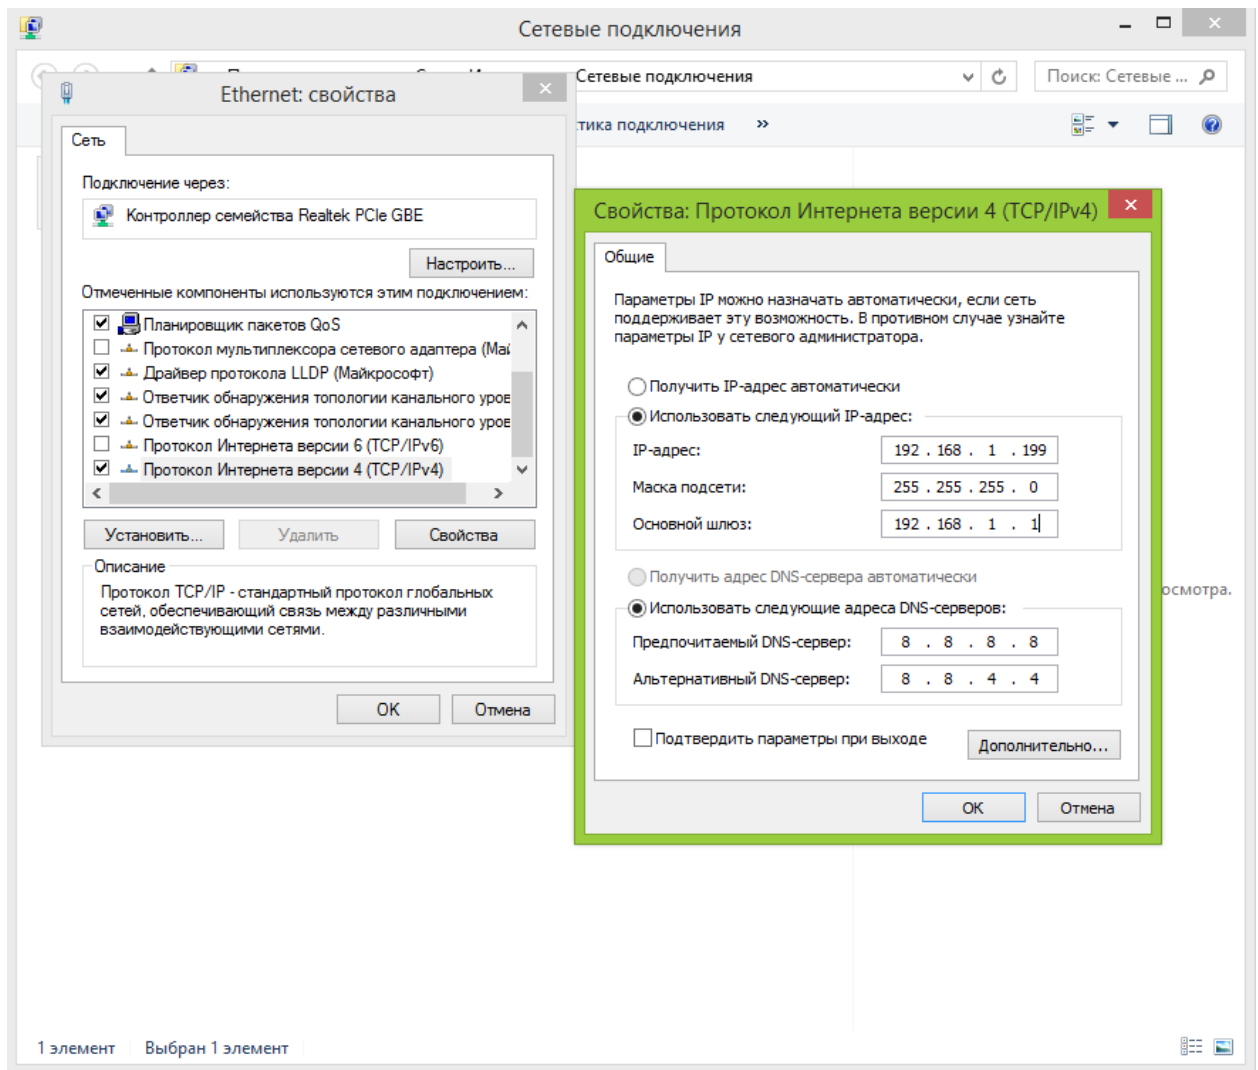 Сетевые подключения
Сетевые подключения
Поиск: Сетевые ...
тика подключения »
Ethernet: свойства
Сеть
Подключение через:
Контроллер семейства Realtek PCIe GBE
Настроить...
Отмеченные компоненты используются этим подключением:
Планировщик пакетов QoS
Протокол мультиплексора сетевого адаптера (Май
Драйвер протокола LLDP (Майкрософт)
Ответчик обнаружения топологии канального уров
Ответчик обнаружения топологии канального уров
Протокол Интернета версии 6 (TCP/IPv6)
Протокол Интернета версии 4 (TCP/IPv4)
Установить...
Удалить
Свойства
Описание
Протокол TCP/IP - стандартный протокол глобальных
сетей, обеспечивающий связь между различными
взаимодействующими сетями.
OK
Отмена
Свойства: Протокол Интернета версии 4 (TCP/IPv4)
Общие
Параметры IP можно назначать автоматически, если сеть
поддерживает эту возможность. В противном случае узнайте
параметры IP у сетевого администратора.
Получить IP-адрес автоматически
Использовать следующий IP-адрес:
IP-адрес: 192 . 168 . 1 . 199
Маска подсети: 255 . 255 . 255 . 0
Основной шлюз: 192 . 168 . 1 . 1
Получить адрес DNS-сервера автоматически
Использовать следующие адреса DNS-серверов:
Предпочитаемый DNS-сервер: 8 . 8 . 8 . 8
Альтернативный DNS-сервер: 8 . 8 . 4 . 4
Подтвердить параметры при выходе
Дополнительно...
OK
Отмена
осмотра.
1 элемент
Выбран 1 элемент